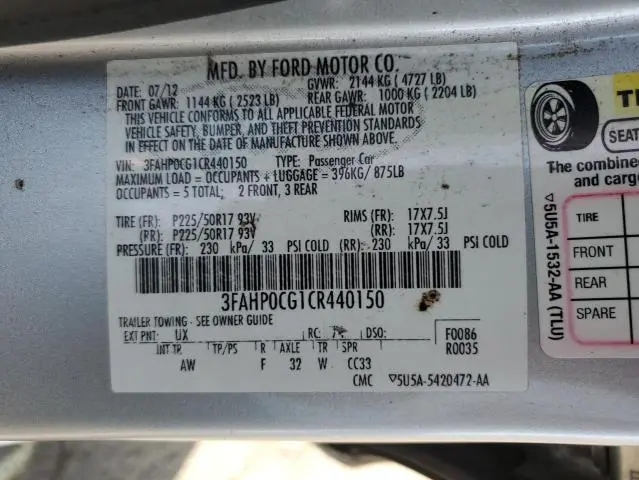 MFD. BY FORD MOTOR CO.
DATE: 07/12 GVWR: 2144 KG ( 4727 LB)
FRONT GAWR: 1144 KG ( 2523 LB) REAR GAWR: 1000 KG ( 2204 LB)
THIS VEHICLE CONFORMS TO ALL APPLICABLE FEDERAL MOTOR
VEHICLE SAFETY, BUMPER, AND THEFT PREVENTION STANDARDS
IN EFFECT ON THE DATE OF MANUFACTURE SHOWN ABOVE.
VIN: 3FAHP0CG1CR440150 TYPE: Passenger Car
MAXIMUM LOAD = OCCUPANTS + LUGGAGE = 396KG/ 875LB
OCCUPANTS = 5 TOTAL; 2 FRONT, 3 REAR
TIRE (FR): P225/50R17 93V RIMS (FR): 17X7.5J
(RR): P225/50R17 93V (RR): 17X7.5J
PRESSURE (FR): 230 kPa/ 33 PSI COLD (RR): 230 kPa/ 33 PSI COLD
3FAHP0CG1CR440150
TRAILER TOWING - SEE OWNER GUIDE
EXT PNT: UX RC: DSO: F0086
INT TR TP/PS R AXLE TR SPR R0035
AW F 32 W CC33
CMC 5U5A-5420472-AA
5U5A-1532-AA (TLU)
SEAT
The combine
and cargo
TIRE
FRONT
REAR
SPARE